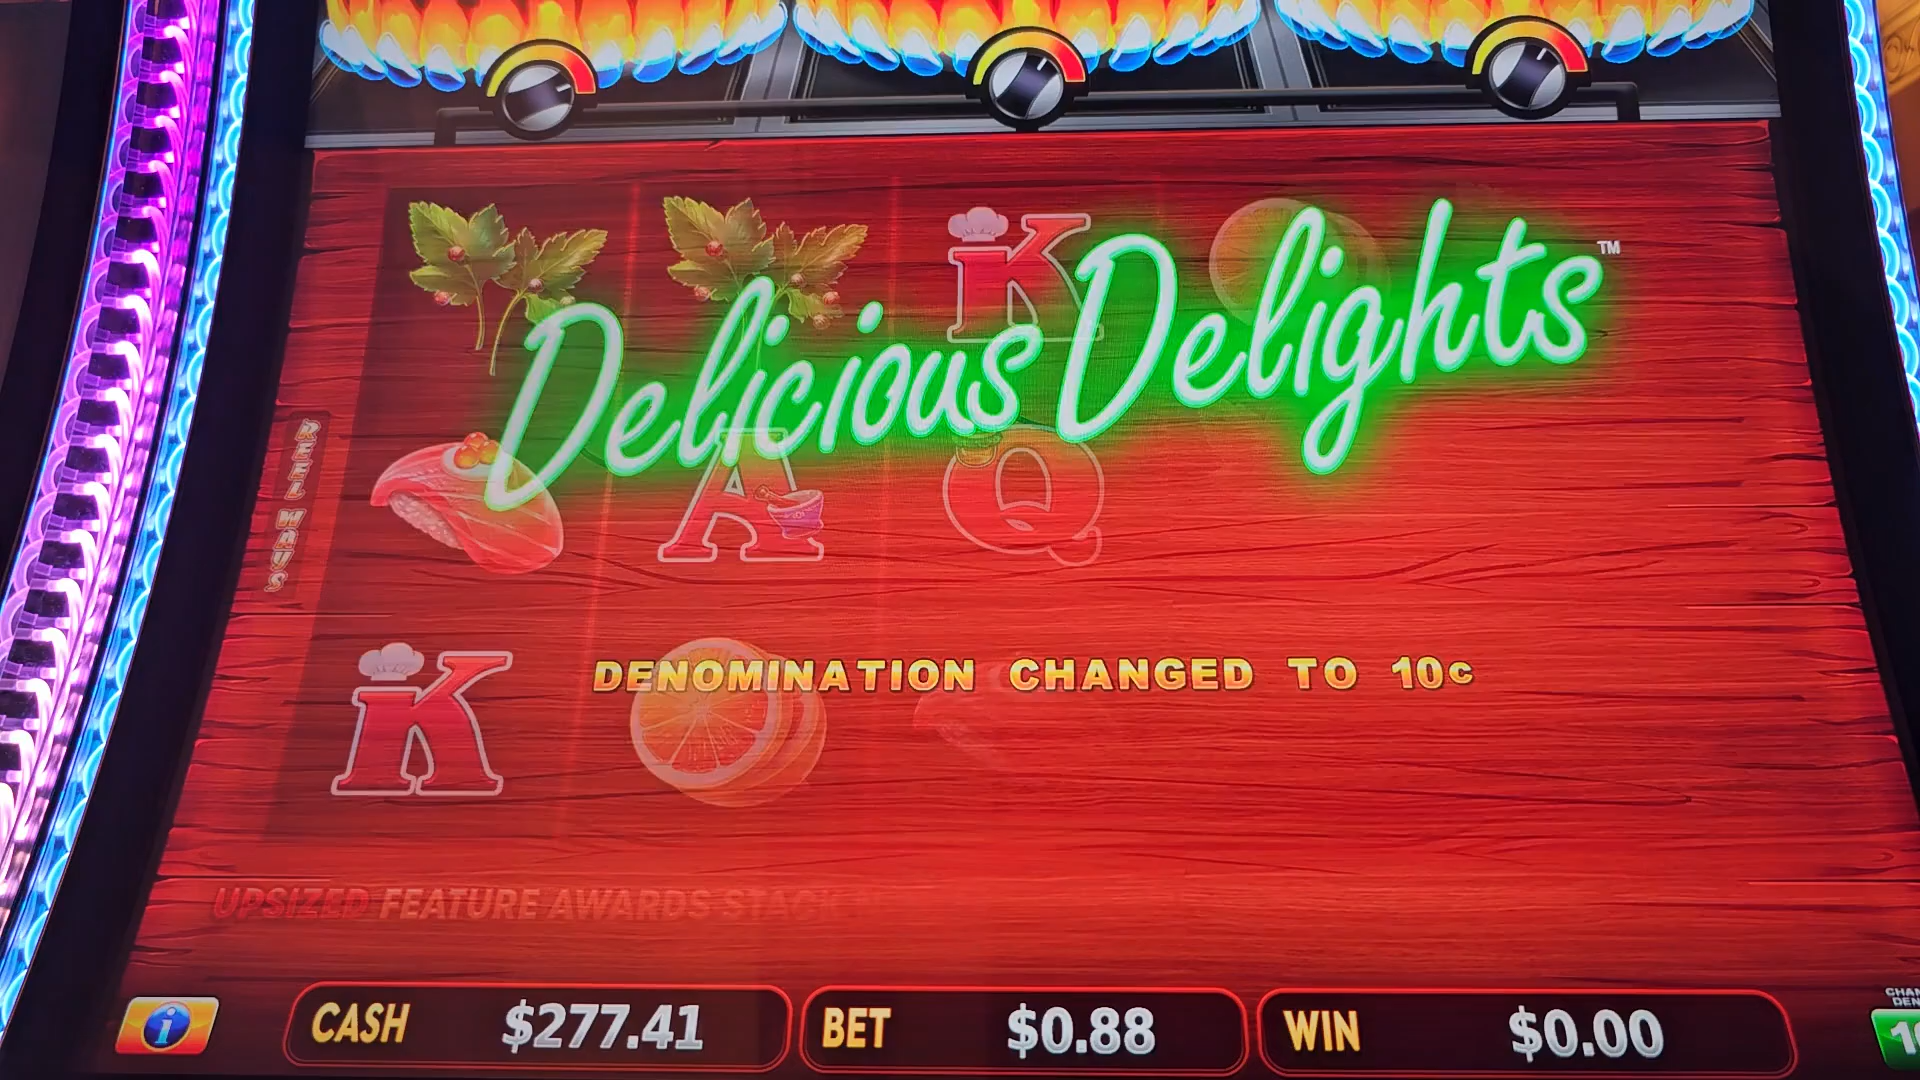 K
Delicious Delights™
REEL WAYS
A
Q
DENOMINATION CHANGED TO 10¢
K
UPSIZED FEATURE AWARDS STACK
CASH $277.41
BET $0.88
WIN $0.00